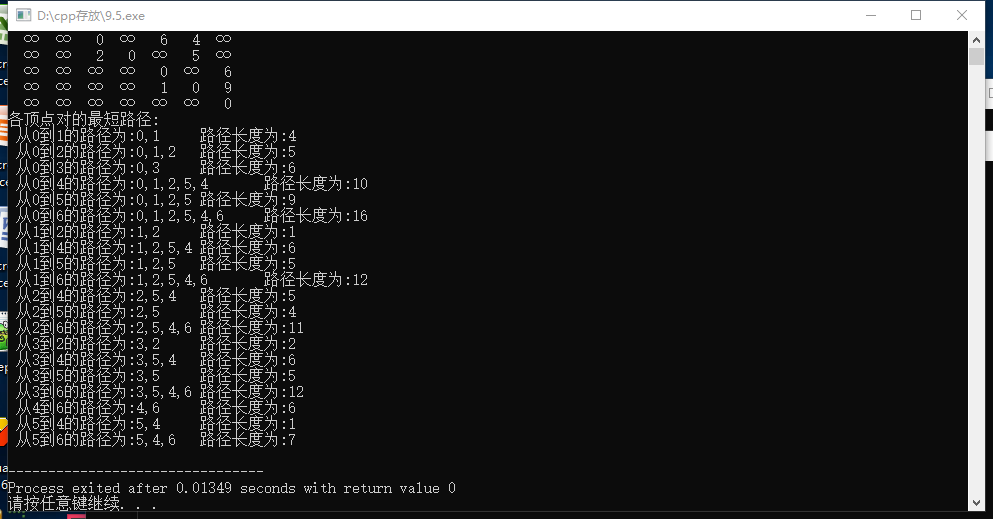 D:\cpp存放\9.5.exe
∞ ∞ 0 ∞ 6 4 ∞
∞ ∞ 2 0 ∞ 5 ∞
∞ ∞ ∞ ∞ 0 ∞ 6
∞ ∞ ∞ ∞ 1 0 9
∞ ∞ ∞ ∞ ∞ ∞ 0
各顶点对的最短路径:
从0到1的路径为:0,1 路径长度为:4
从0到2的路径为:0,1,2 路径长度为:5
从0到3的路径为:0,3 路径长度为:6
从0到4的路径为:0,1,2,5,4 路径长度为:10
从0到5的路径为:0,1,2,5 路径长度为:9
从0到6的路径为:0,1,2,5,4,6 路径长度为:16
从1到2的路径为:1,2 路径长度为:1
从1到4的路径为:1,2,5,4 路径长度为:6
从1到5的路径为:1,2,5 路径长度为:5
从1到6的路径为:1,2,5,4,6 路径长度为:12
从2到4的路径为:2,5,4 路径长度为:5
从2到5的路径为:2,5 路径长度为:4
从2到6的路径为:2,5,4,6 路径长度为:11
从3到2的路径为:3,2 路径长度为:2
从3到4的路径为:3,5,4 路径长度为:6
从3到5的路径为:3,5 路径长度为:5
从3到6的路径为:3,5,4,6 路径长度为:12
从4到6的路径为:4,6 路径长度为:6
从5到4的路径为:5,4 路径长度为:1
从5到6的路径为:5,4,6 路径长度为:7
--------------------------------
Process exited after 0.01349 seconds with return value 0
请按任意键继续. . .